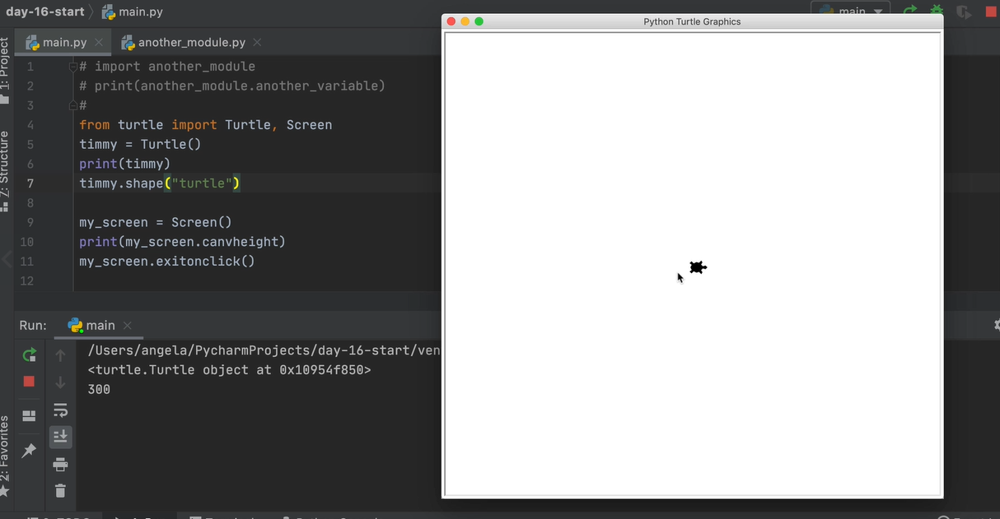 day-16-start
main.py
main
Python Turtle Graphics
main.py
another_module.py
1: Project
1 # import another_module
2 # print(another_module.another_variable)
3 #
4 from turtle import Turtle, Screen
5 timmy = Turtle()
6 print(timmy)
7 timmy.shape("turtle")
8
9 my_screen = Screen()
10 print(my_screen.canvheight)
11 my_screen.exitonclick()
12
Z: Structure
Run:
main
/Users/angela/PycharmProjects/day-16-start/ven
<turtle.Turtle object at 0x10954f850>
300
2: Favorites